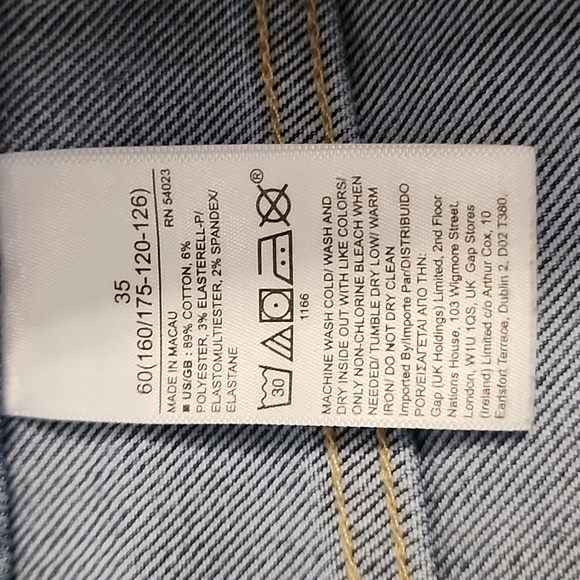 35
60(160/175-120-126)
RN 54023
MADE IN MACAU
■ US/GB : 89% COTTON, 6%
POLYESTER, 3% ELASTERELL-P/
ELASTOMULTIESTER, 2% SPANDEX/
ELASTANE
30
®
1166
MACHINE WASH COLD/ WASH AND
DRY INSIDE OUT WITH LIKE COLORS/
ONLY NON-CHLORINE BLEACH WHEN
NEEDED/ TUMBLE DRY LOW/ WARM
IRON/ DO NOT DRY CLEAN
Imported By/Importe Par/DISTRIBUIDO
POR/ΕΙΣΑΓΕΤΑΙ ΑΠΟ ΤΗΝ:
Gap (UK Holdings) Limited, 2nd Floor
Nations House, 103 Wigmore Street,
London, W1U 1QS, UK Gap Stores
(Ireland) Limited c/o Arthur Cox, 10
Earlsfort Terrace, Dublin 2, D02 T380.